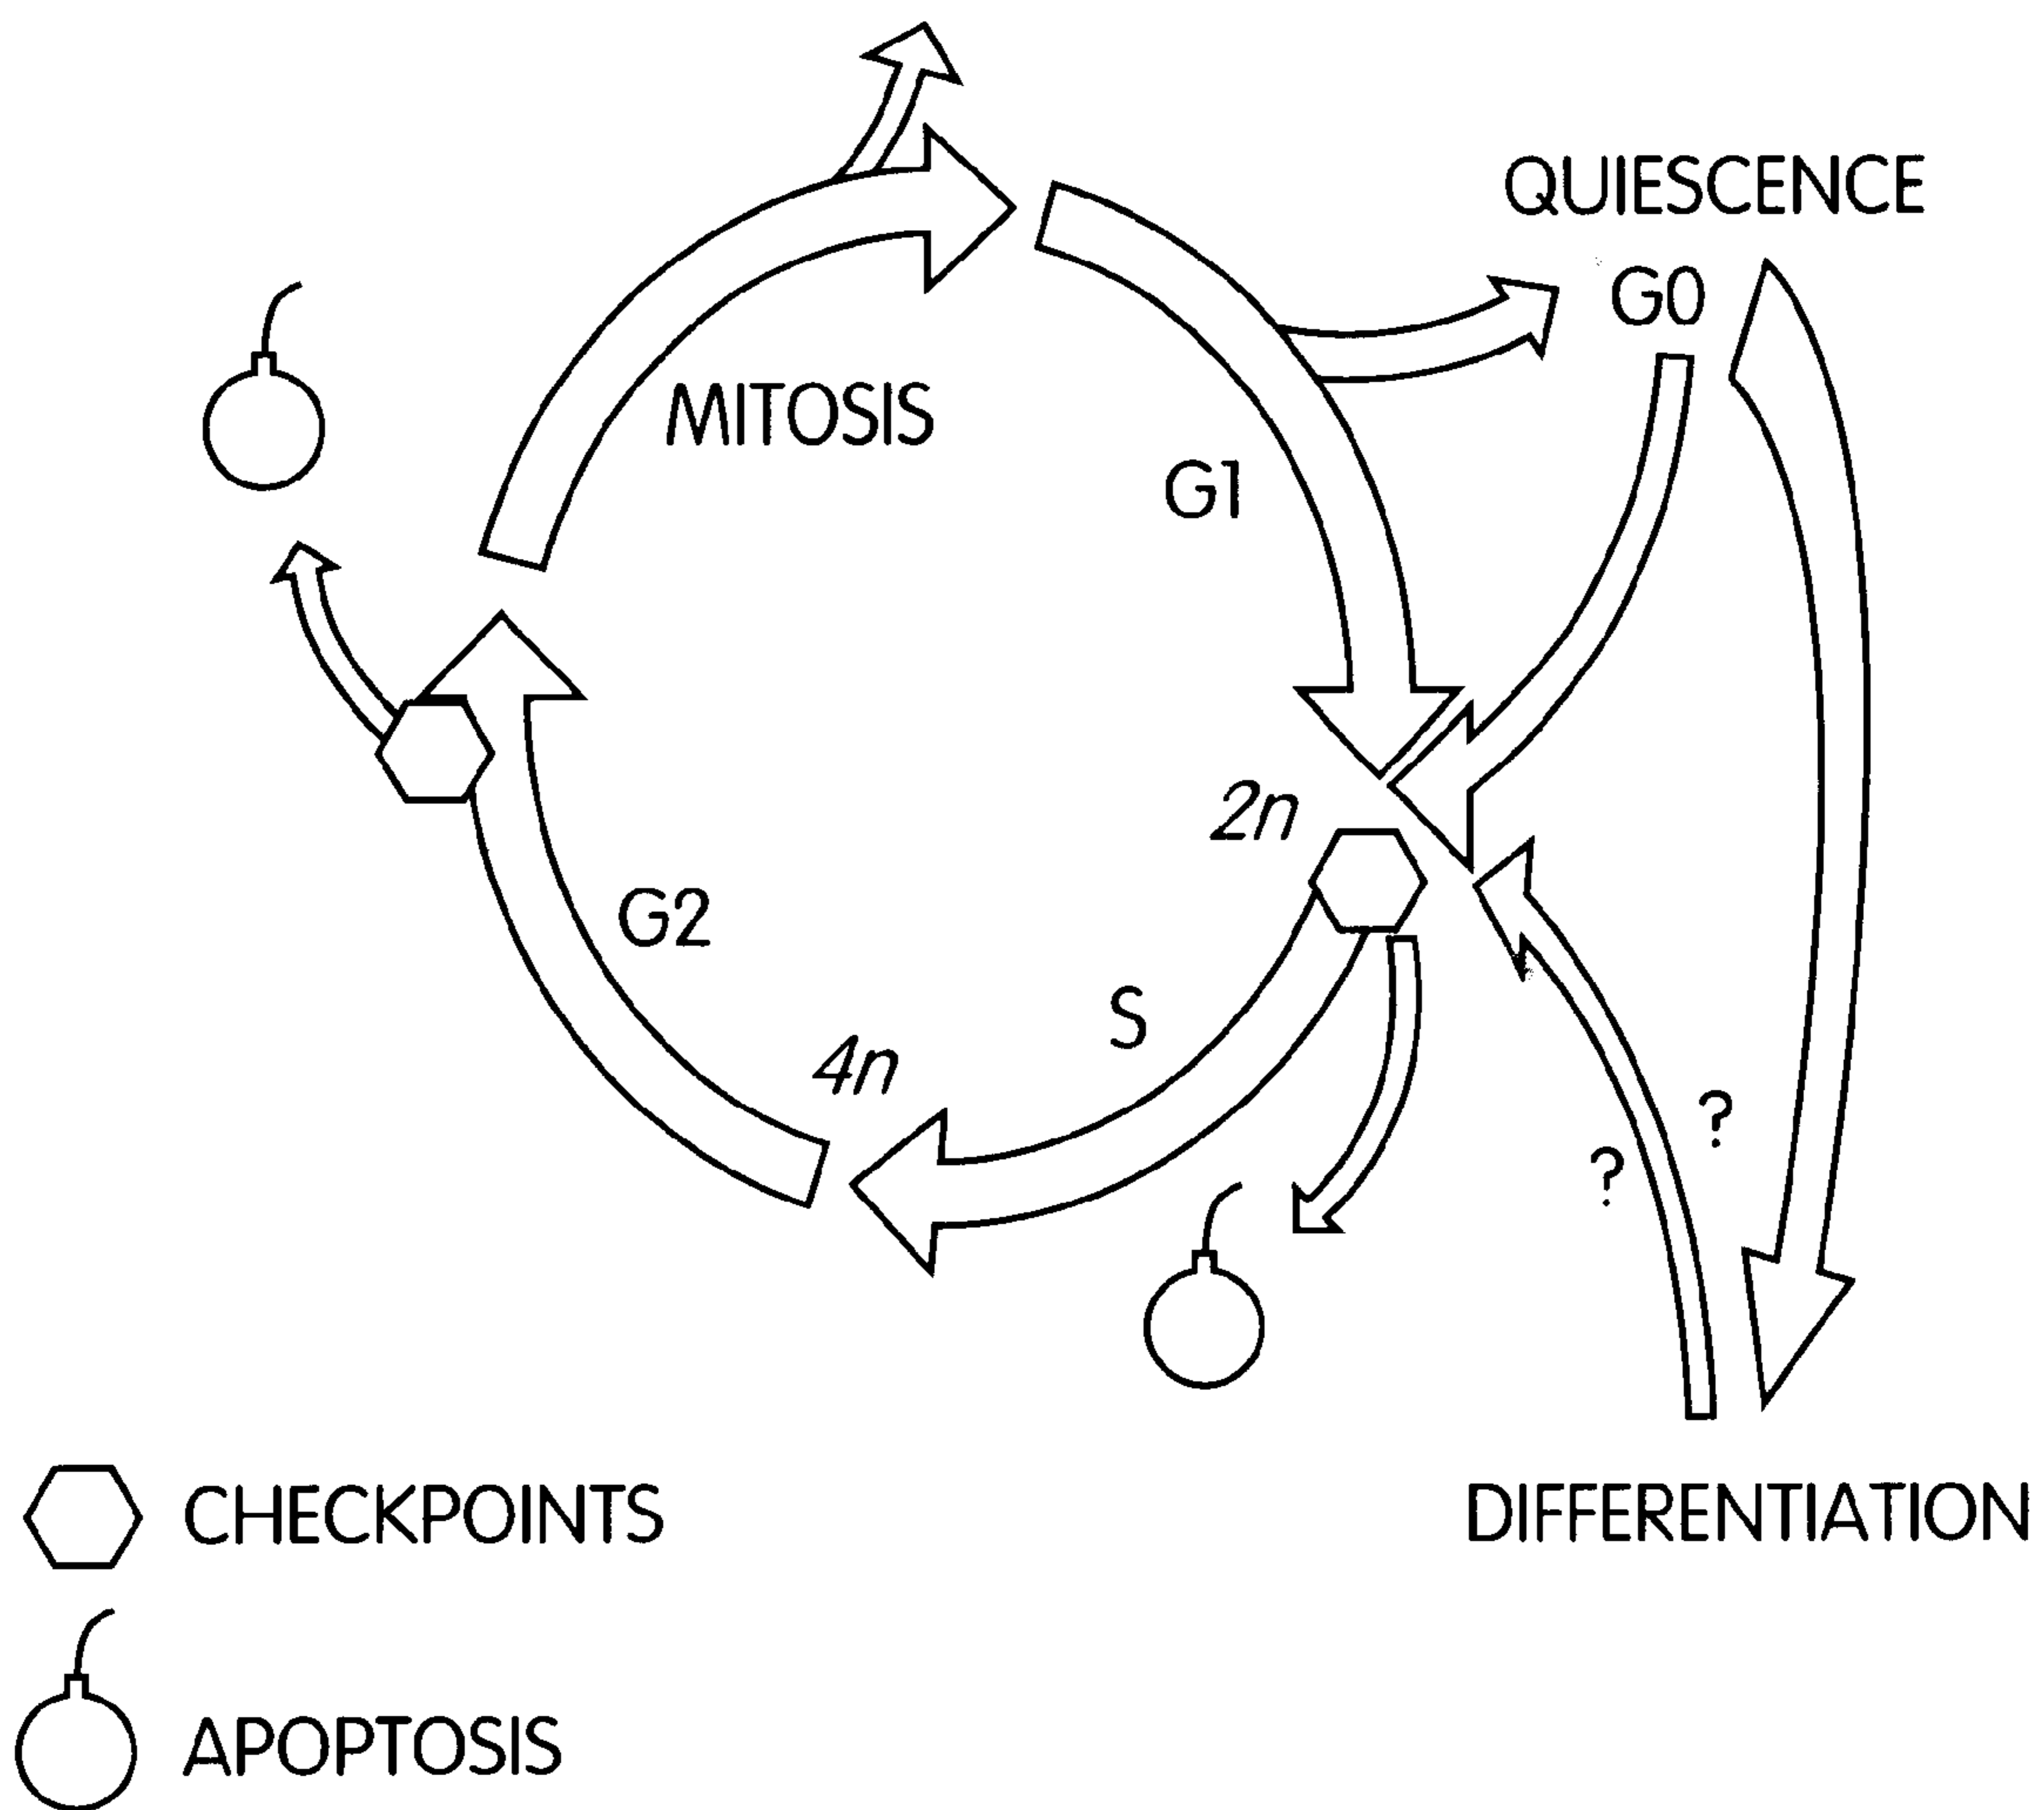 QUIESCENCE
G0
MITOSIS
G1
2n
G2
S
4n
?
?
CHECKPOINTS
DIFFERENTIATION
APOPTOSIS